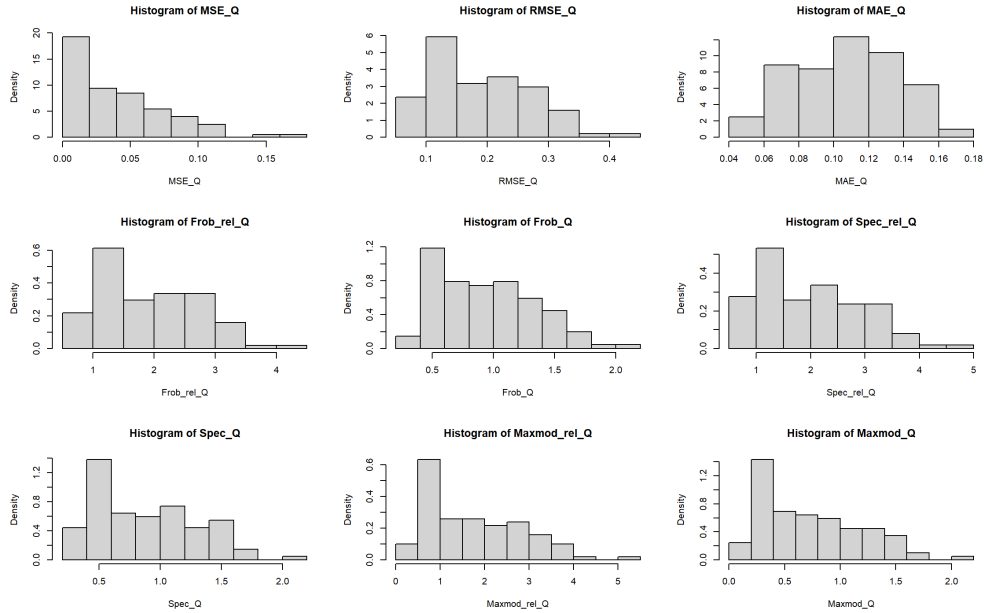 Histogram of MSE_Q
Density
0 5 10 15 20
0.00 0.05 0.10 0.15
MSE_Q
Histogram of RMSE_Q
Density
0 1 2 3 4 5 6
0.1 0.2 0.3 0.4
RMSE_Q
Histogram of MAE_Q
Density
0 2 4 6 8 10
0.04 0.06 0.08 0.10 0.12 0.14 0.16 0.18
MAE_Q
Histogram of Frob_rel_Q
Density
0.0 0.2 0.4 0.6
1 2 3 4
Frob_rel_Q
Histogram of Frob_Q
Density
0.0 0.4 0.8 1.2
0.5 1.0 1.5 2.0
Frob_Q
Histogram of Spec_rel_Q
Density
0.0 0.2 0.4
1 2 3 4 5
Spec_rel_Q
Histogram of Spec_Q
Density
0.0 0.4 0.8 1.2
0.5 1.0 1.5 2.0
Spec_Q
Histogram of Maxmod_rel_Q
Density
0.0 0.2 0.4 0.6
0 1 2 3 4 5
Maxmod_rel_Q
Histogram of Maxmod_Q
Density
0.0 0.4 0.8 1.2
0.0 0.5 1.0 1.5 2.0
Maxmod_Q